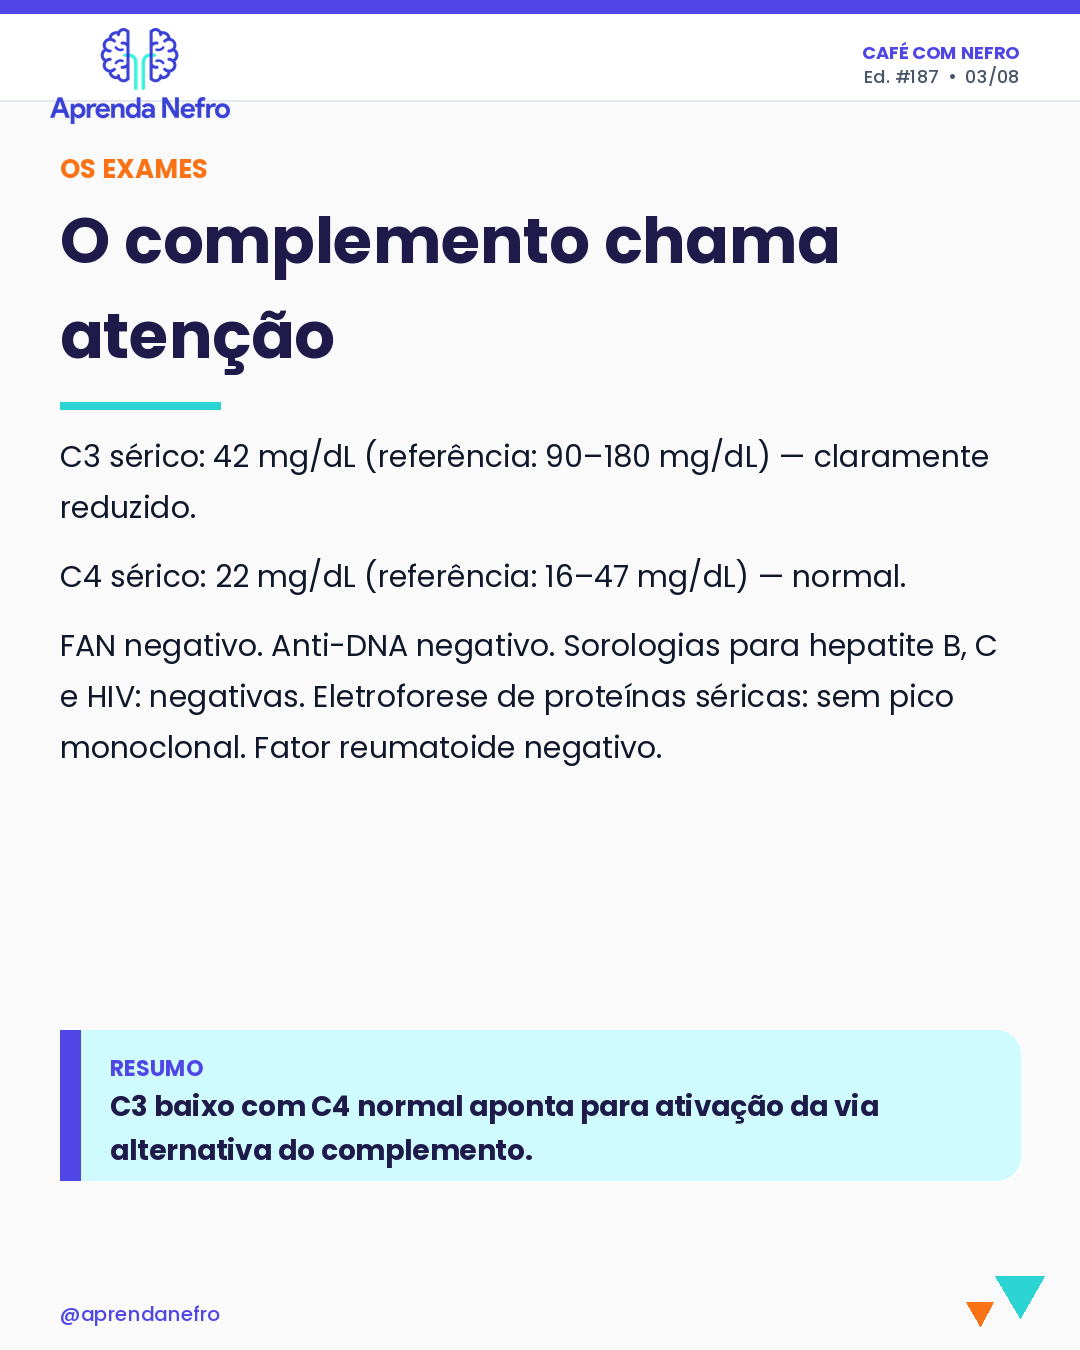 Aprenda Nefro
CAFÉ COM NEFRO
Ed. #187 • 03/08
OS EXAMES
O complemento chama
atenção
C3 sérico: 42 mg/dL (referência: 90–180 mg/dL) — claramente
reduzido.
C4 sérico: 22 mg/dL (referência: 16–47 mg/dL) — normal.
FAN negativo. Anti-DNA negativo. Sorologias para hepatite B, C
e HIV: negativas. Eletroforese de proteínas séricas: sem pico
monoclonal. Fator reumatoide negativo.
RESUMO
C3 baixo com C4 normal aponta para ativação da via
alternativa do complemento.
@aprendanefro